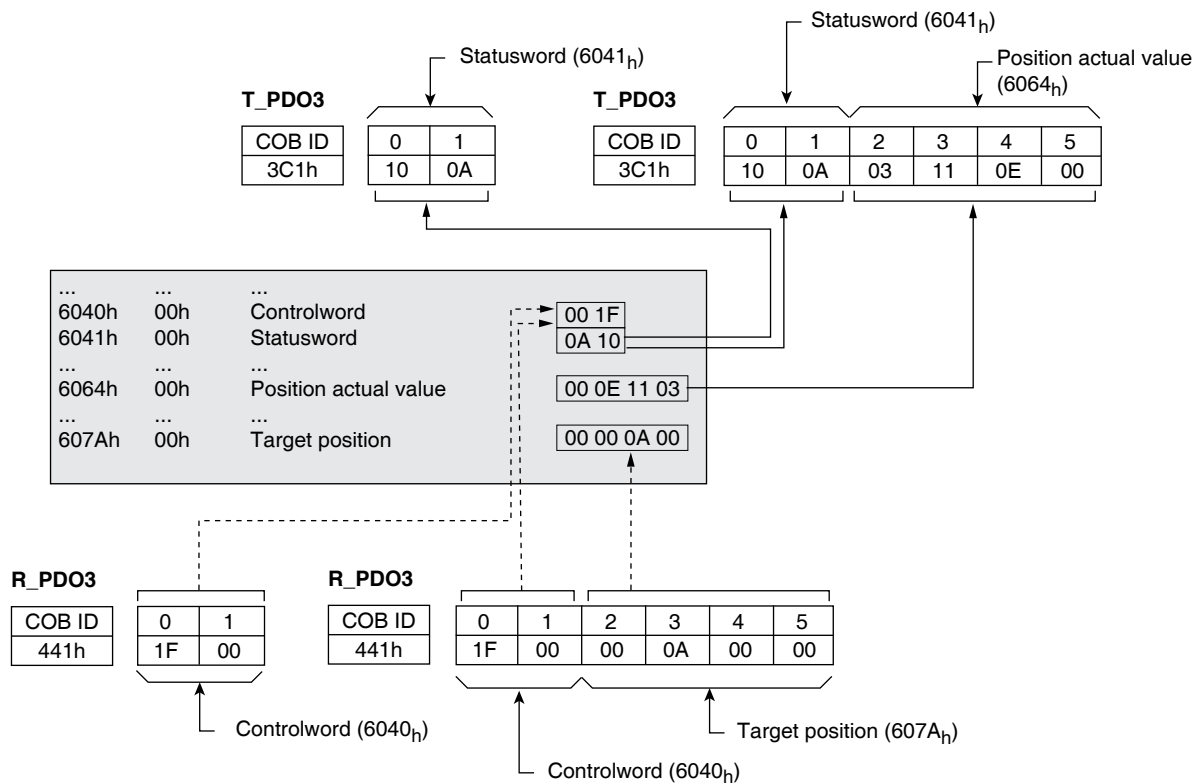 Statusword (6041h)
Statusword (6041h)
Position actual value
(6064h)
T_PDO3
COB ID 0 1
3C1h 10 0A
T_PDO3
COB ID 0 1 2 3 4 5
3C1h 10 0A 03 11 0E 00
... ... ...
6040h 00h Controlword 00 1F
6041h 00h Statusword 0A 10
... ... ...
6064h 00h Position actual value 00 0E 11 03
... ... ...
607Ah 00h Target position 00 00 0A 00
R_PDO3
COB ID 0 1
441h 1F 00
Controlword (6040h)
R_PDO3
COB ID 0 1 2 3 4 5
441h 1F 00 00 0A 00 00
Target position (607Ah)
Controlword (6040h)